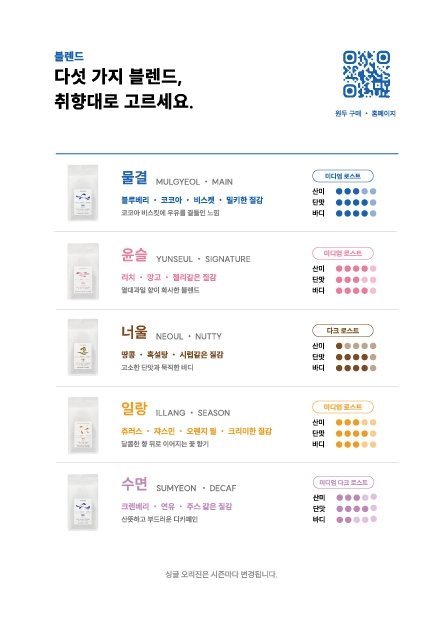 블렌드
다섯 가지 블렌드,
취향대로 고르세요.
원두 구매 • 홈페이지
물결 MULGYEOL • MAIN
블루베리 • 코코아 • 비스켓 • 밀키한 질감
코코아 비스킷에 우유를 곁들인 느낌
미디엄 로스트
산미
단맛
바디
윤슬 YUNSEUL • SIGNATURE
리치 • 망고 • 젤리같은 질감
열대과일 향이 화사한 블렌드
미디엄 로스트
산미
단맛
바디
너울 NEOUL • NUTTY
땅콩 • 흑설탕 • 시럽같은 질감
고소한 단맛과 묵직한 바디
다크 로스트
산미
단맛
바디
일랑 ILLANG • SEASON
츄러스 • 쟈스민 • 오렌지 필 • 크리미한 질감
달콤한 향 뒤로 이어지는 꽃 향기
미디엄 로스트
산미
단맛
바디
수면 SUMYEON • DECAF
크랜베리 • 연유 • 주스 같은 질감
산뜻하고 부드러운 디카페인
미디엄 다크 로스트
산미
단맛
바디
싱글 오리진은 시즌마다 변경됩니다.